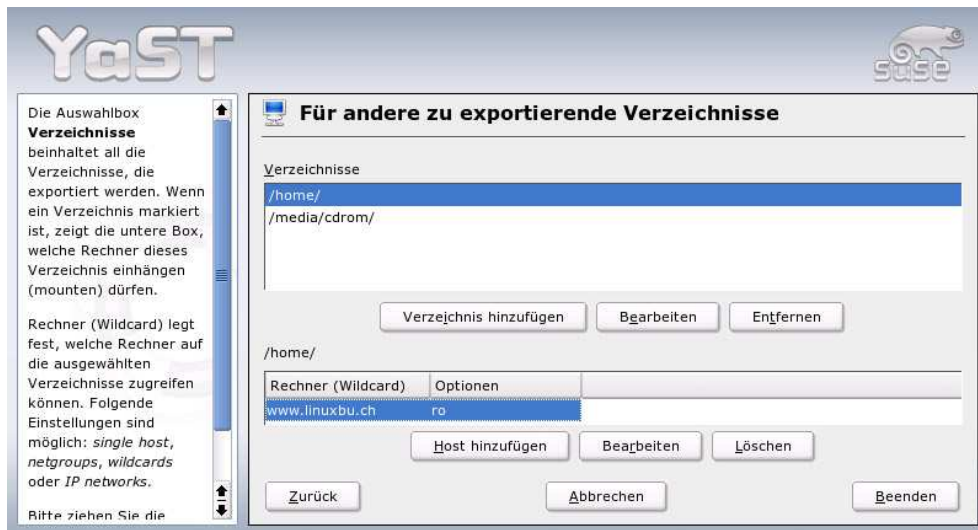 YaST
suse
Die Auswahlbox
Verzeichnisse
beinhaltet all die
Verzeichnisse, die
exportiert werden. Wenn
ein Verzeichnis markiert
ist, zeigt die untere Box,
welche Rechner dieses
Verzeichnis einhängen
(mounten) dürfen.
Rechner (Wildcard) legt
fest, welche Rechner auf
die ausgewählten
Verzeichnisse zugreifen
können. Folgende
Einstellungen sind
möglich: single host,
netgroups, wildcards
oder IP networks.
Bitte ziehen Sie die
Für andere zu exportierende Verzeichnisse
Verzeichnisse
/home/
/media/cdrom/
Verzeichnis hinzufügen Bearbeiten Entfernen
/home/
Rechner (Wildcard) Optionen
www.linuxbu.ch ro
Host hinzufügen Bearbeiten Löschen
Zurück Abbrechen Beenden